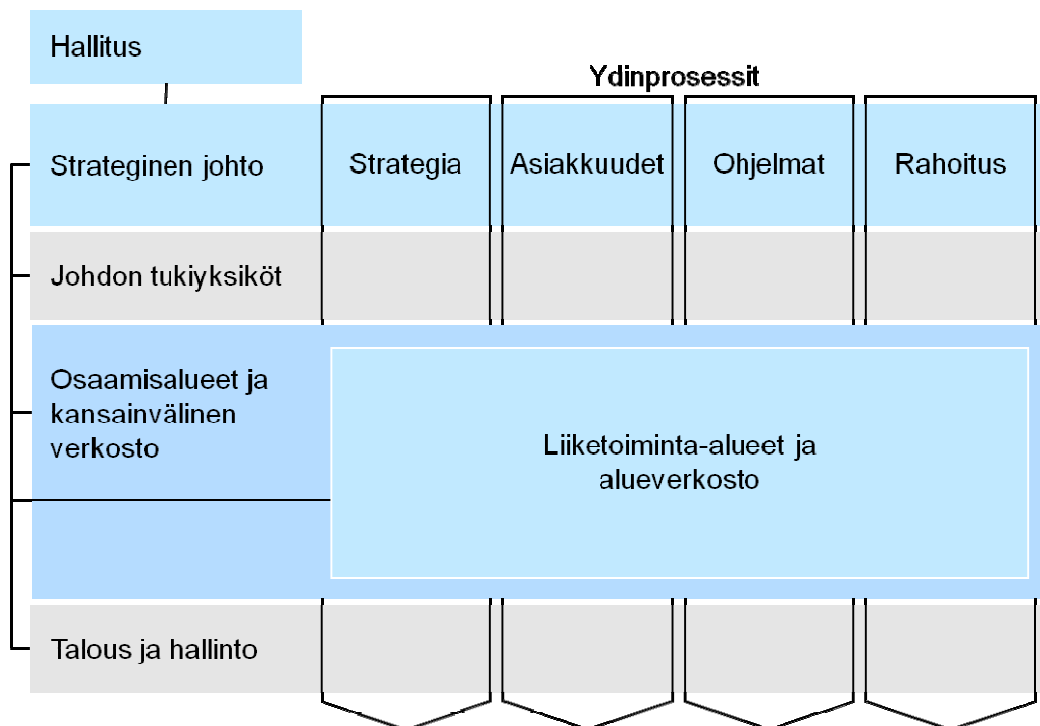 Hallitus
Ydinprosessit
Strateginen johto
Strategia
Asiakkuudet
Ohjelmat
Rahoitus
Johdon tukiyksiköt
Osaamisalueet ja
kansainvälinen
verkosto
Liiketoiminta-alueet ja
alueverkosto
Talous ja hallinto